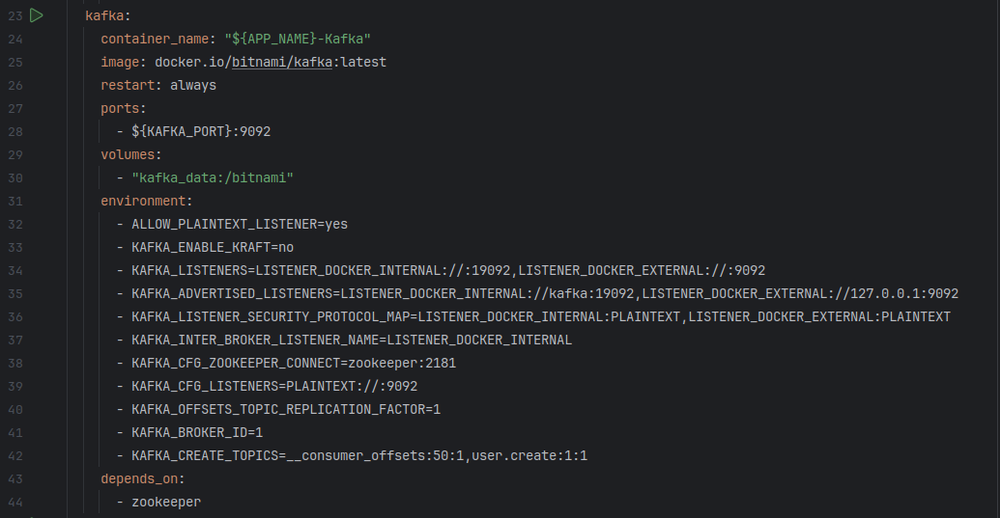 23 kafka:
24 container_name: "${APP_NAME}-Kafka"
25 image: docker.io/bitnami/kafka:latest
26 restart: always
27 ports:
28 - ${KAFKA_PORT}:9092
29 volumes:
30 - "kafka_data:/bitnami"
31 environment:
32 - ALLOW_PLAINTEXT_LISTENER=yes
33 - KAFKA_ENABLE_KRAFT=no
34 - KAFKA_LISTENERS=LISTENER_DOCKER_INTERNAL://:19092,LISTENER_DOCKER_EXTERNAL://:9092
35 - KAFKA_ADVERTISED_LISTENERS=LISTENER_DOCKER_INTERNAL://kafka:19092,LISTENER_DOCKER_EXTERNAL://127.0.0.1:9092
36 - KAFKA_LISTENER_SECURITY_PROTOCOL_MAP=LISTENER_DOCKER_INTERNAL:PLAINTEXT,LISTENER_DOCKER_EXTERNAL:PLAINTEXT
37 - KAFKA_INTER_BROKER_LISTENER_NAME=LISTENER_DOCKER_INTERNAL
38 - KAFKA_CFG_ZOOKEEPER_CONNECT=zookeeper:2181
39 - KAFKA_CFG_LISTENERS=PLAINTEXT://:9092
40 - KAFKA_OFFSETS_TOPIC_REPLICATION_FACTOR=1
41 - KAFKA_BROKER_ID=1
42 - KAFKA_CREATE_TOPICS=__consumer_offsets:50:1,user.create:1:1
43 depends_on:
44 - zookeeper